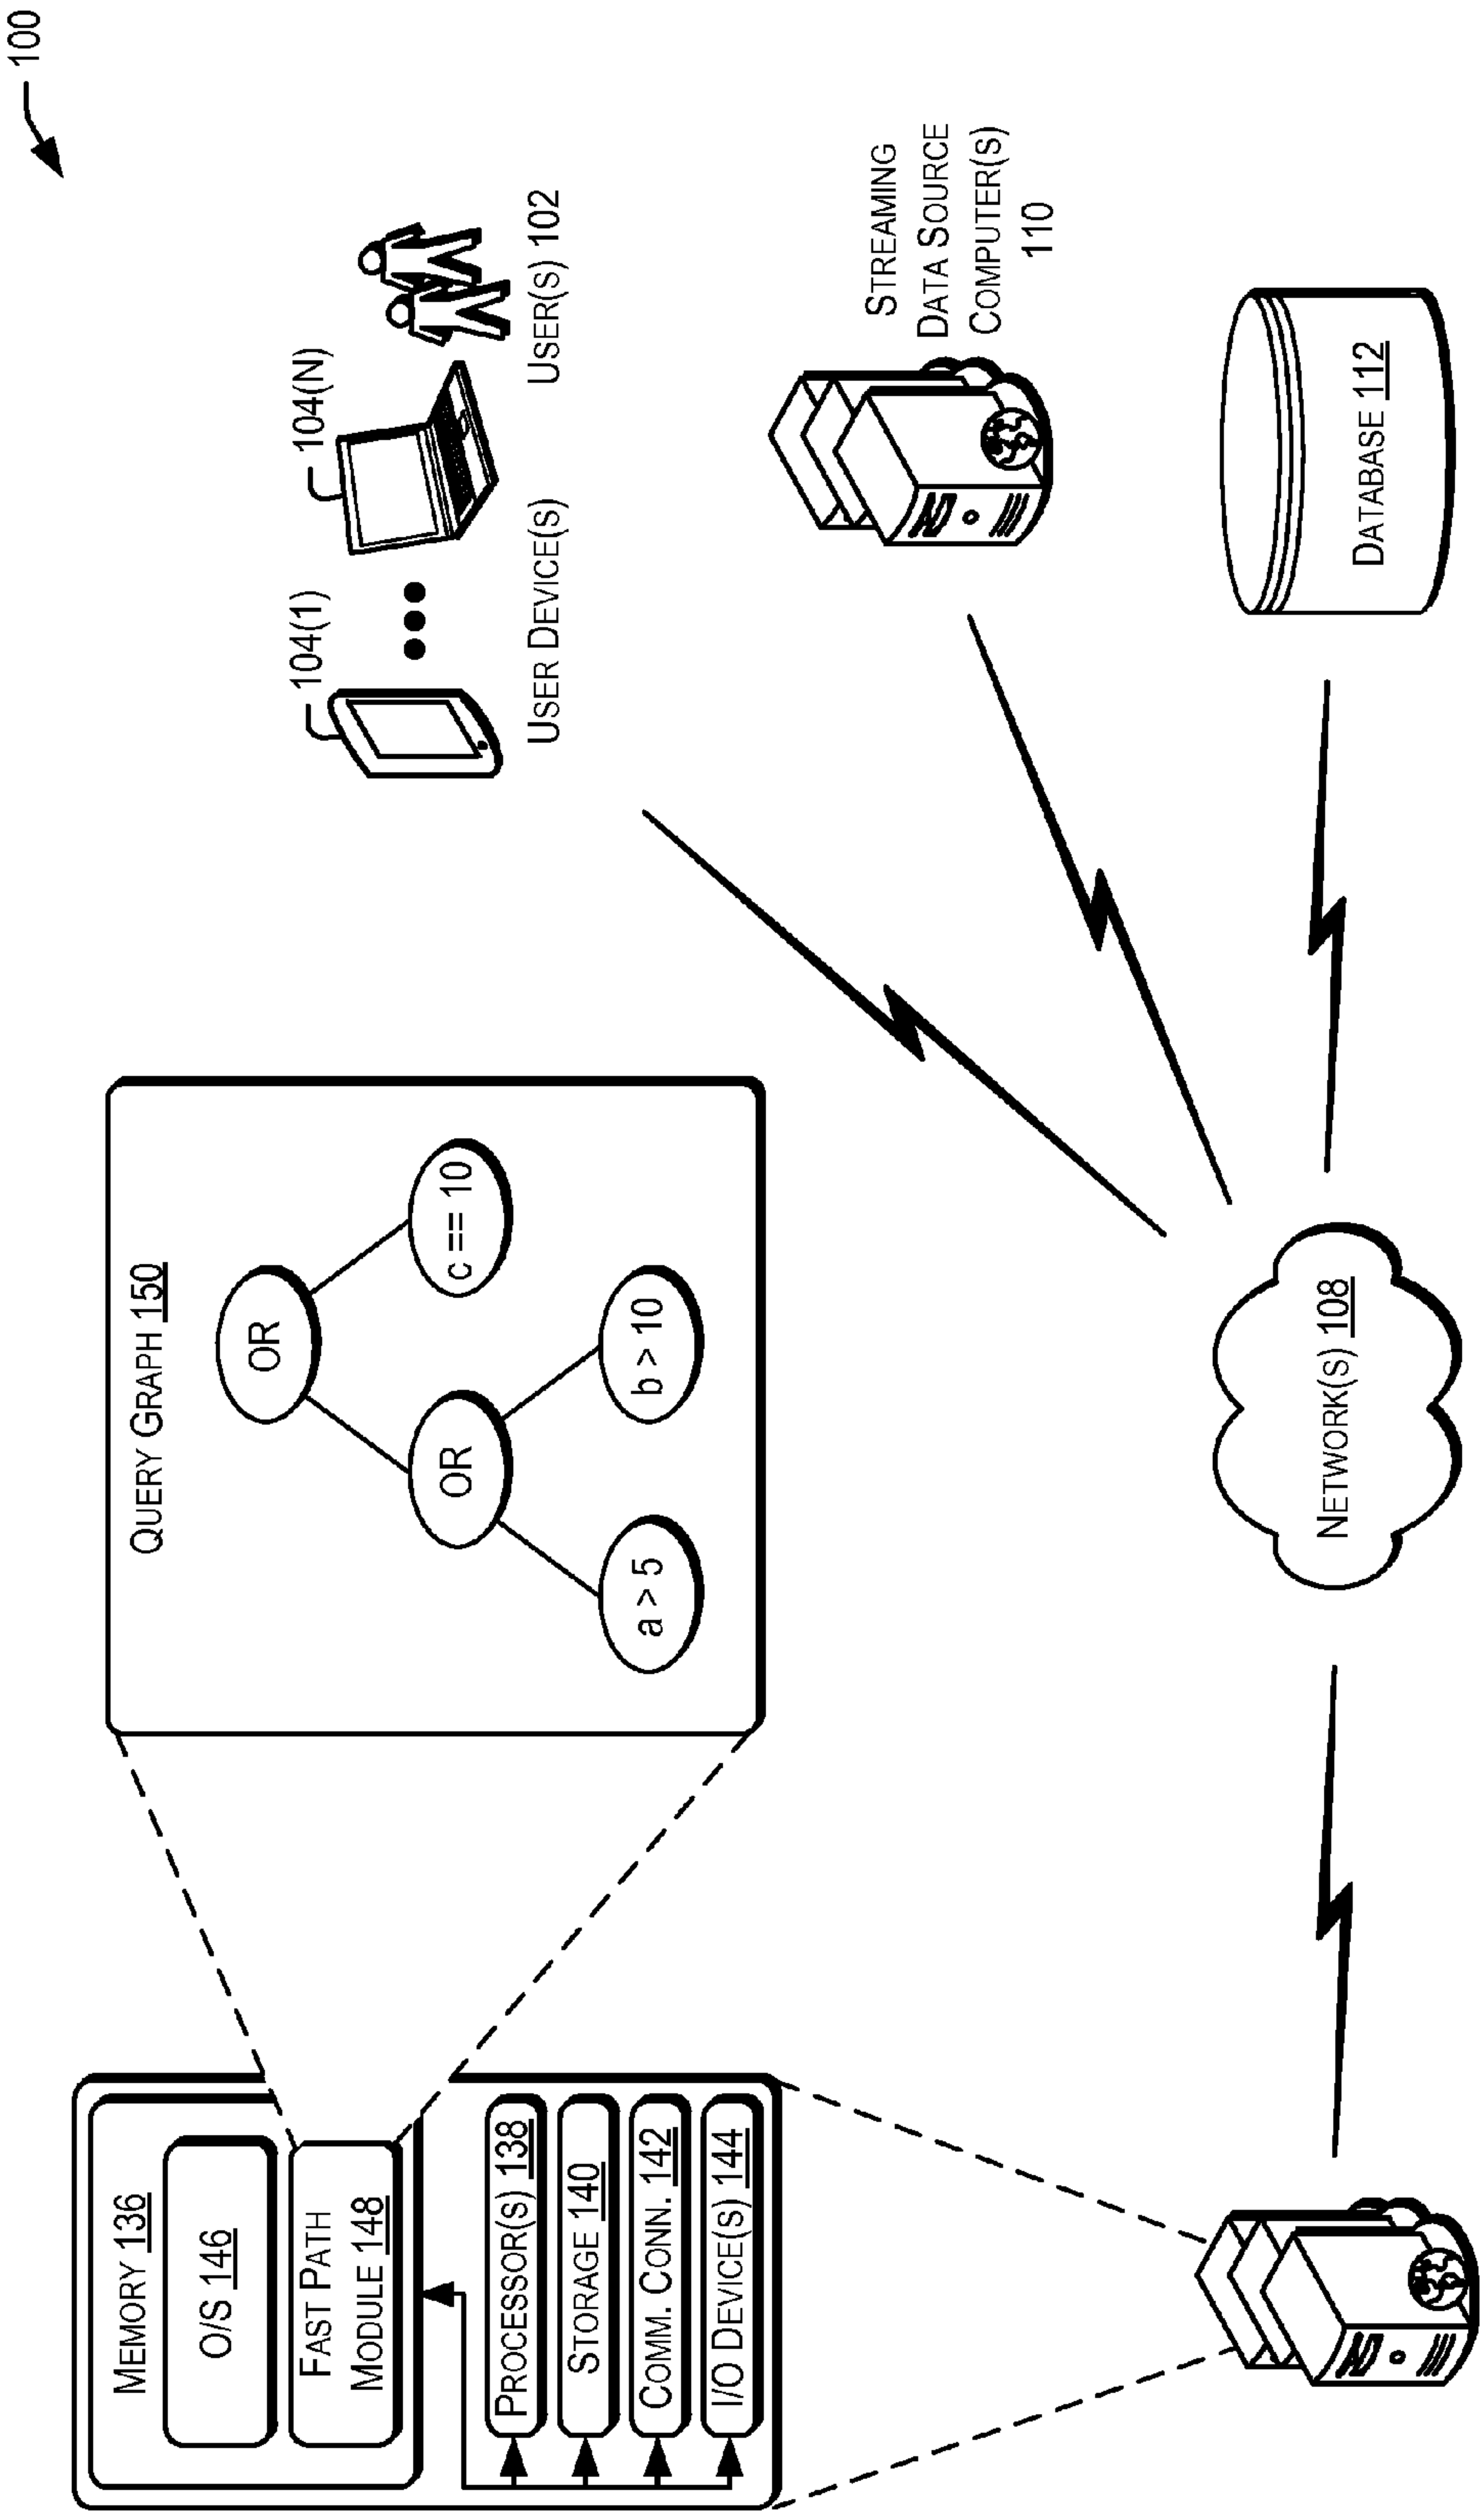 100
MEMORY 136
O/S 146
FAST PATH
MODULE 148
PROCESSOR(S) 138
STORAGE 140
COMM. CONN. 142
I/O DEVICE(S) 144
QUERY GRAPH 150
OR
OR
c == 10
a > 5
b > 10
104(1)
104(N)
USER DEVICE(S)
USER(S) 102
STREAMING
DATA SOURCE
COMPUTER(S)
110
NETWORK(S) 108
DATABASE 112